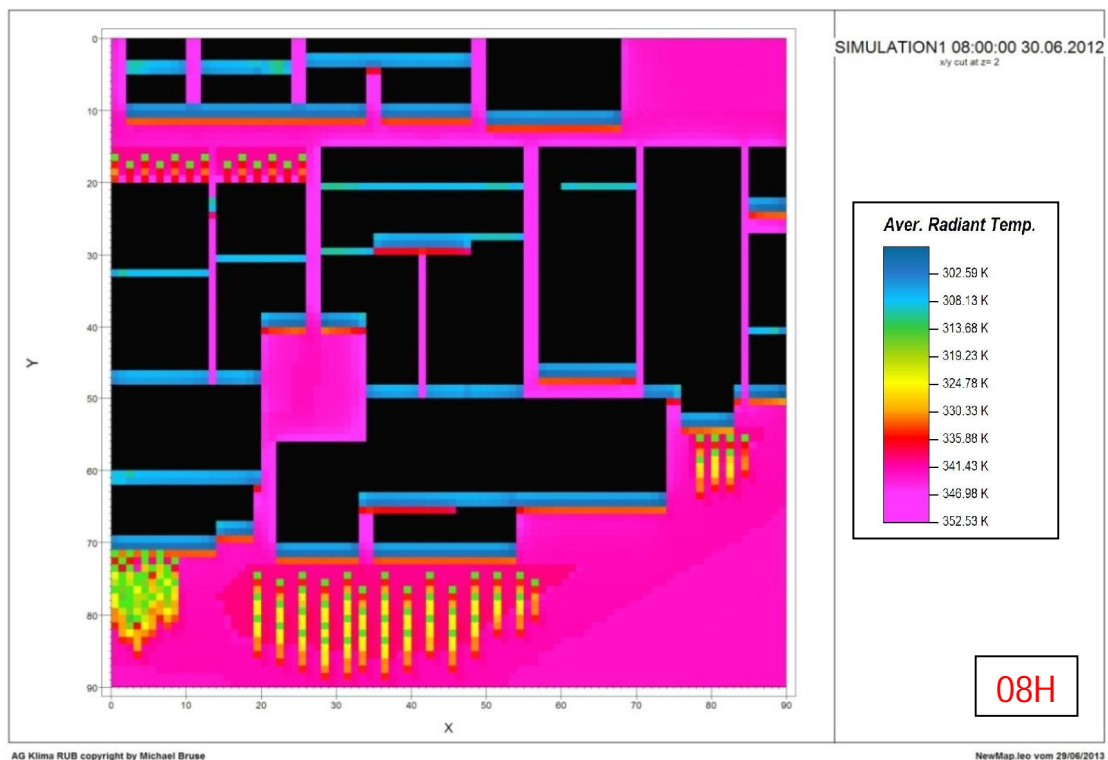 SIMULATION1 08:00:00 30.06.2012
x/y cut at z= 2
0
10
20
30
40
50
60
70
80
90
Y
0
10
20
30
40
50
60
70
80
90
X
Aver. Radiant Temp.
302.59 K
308.13 K
313.68 K
319.23 K
324.78 K
330.33 K
335.88 K
341.43 K
346.98 K
352.53 K
08H
AG Klima RUB copyright by Michael Bruse
NewMap.leo vom 29/06/2013